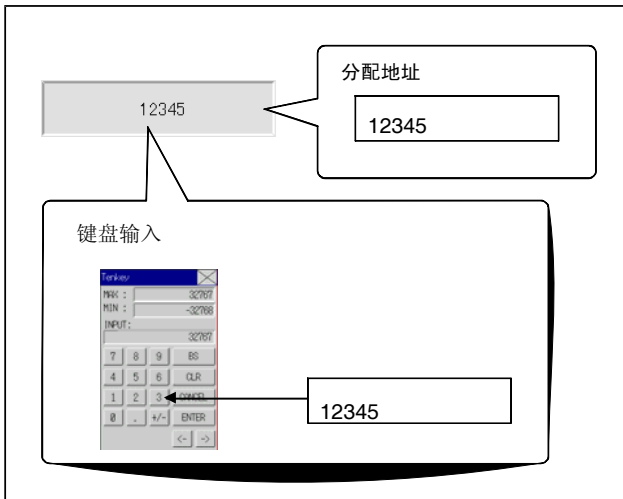 12345
分配地址
12345
键盘输入
Tenkey
MAX : 32767
MIN : -32768
INPUT:
32767
7 8 9 BS
4 5 6 CLR
1 2 3 CANCEL
0 . +/- ENTER
<- ->
12345